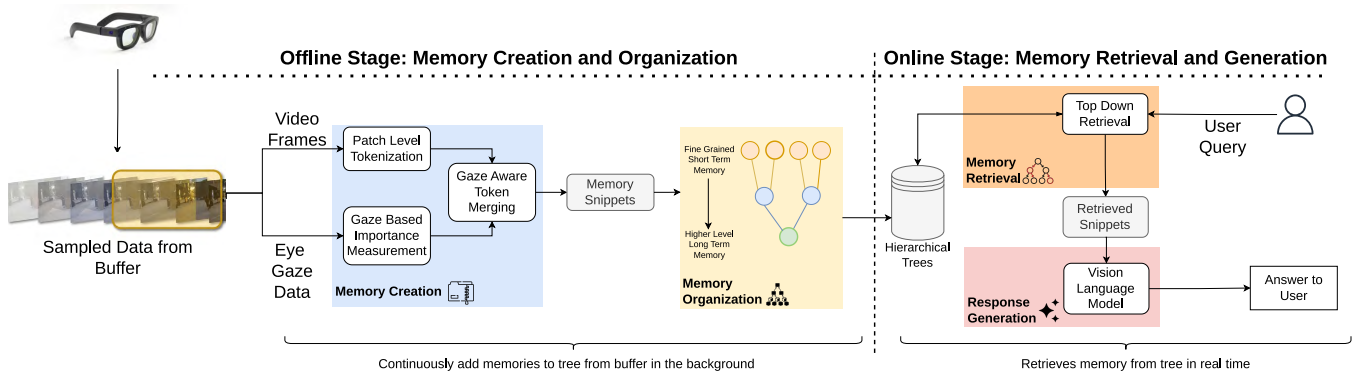 Offline Stage: Memory Creation and Organization
Online Stage: Memory Retrieval and Generation
Video
Frames
Patch Level
Tokenization
Gaze Aware
Token
Merging
Gaze Based
Importance
Measurement
Memory Creation
Eye
Gaze
Data
Sampled Data from
Buffer
Memory
Snippets
Fine Grained
Short Term
Memory
Higher Level
Long Term
Memory
Memory
Organization
Hierarchical
Trees
Top Down
Retrieval
Memory
Retrieval
User
Query
Retrieved
Snippets
Vision
Language
Model
Response
Generation
Answer to
User
Continuously add memories to tree from buffer in the background
Retrieves memory from tree in real time